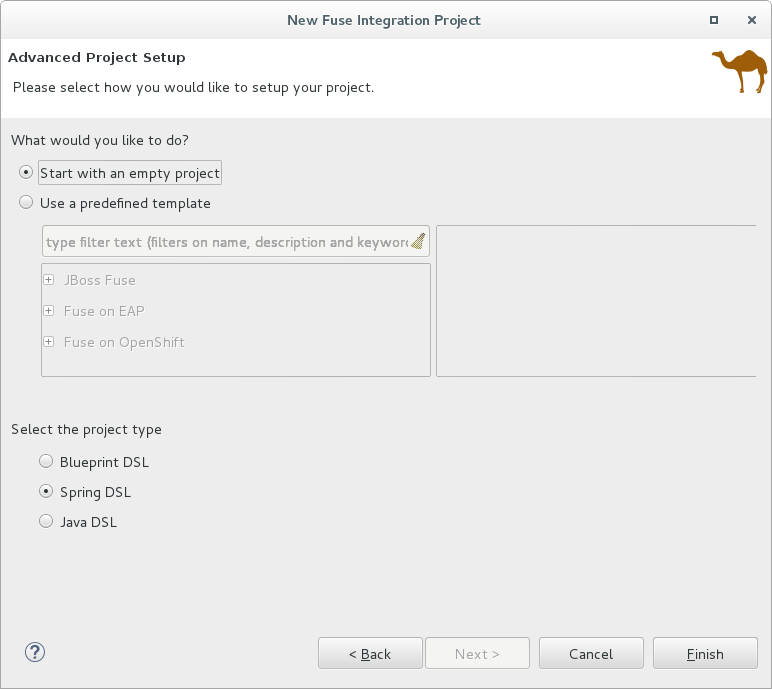 New Fuse Integration Project
Advanced Project Setup
Please select how you would like to setup your project.
What would you like to do?
Start with an empty project
Use a predefined template
type filter text (filters on name, description and keywor
JBoss Fuse
Fuse on EAP
Fuse on OpenShift
Select the project type
Blueprint DSL
Spring DSL
Java DSL
?
< Back
Next >
Cancel
Finish